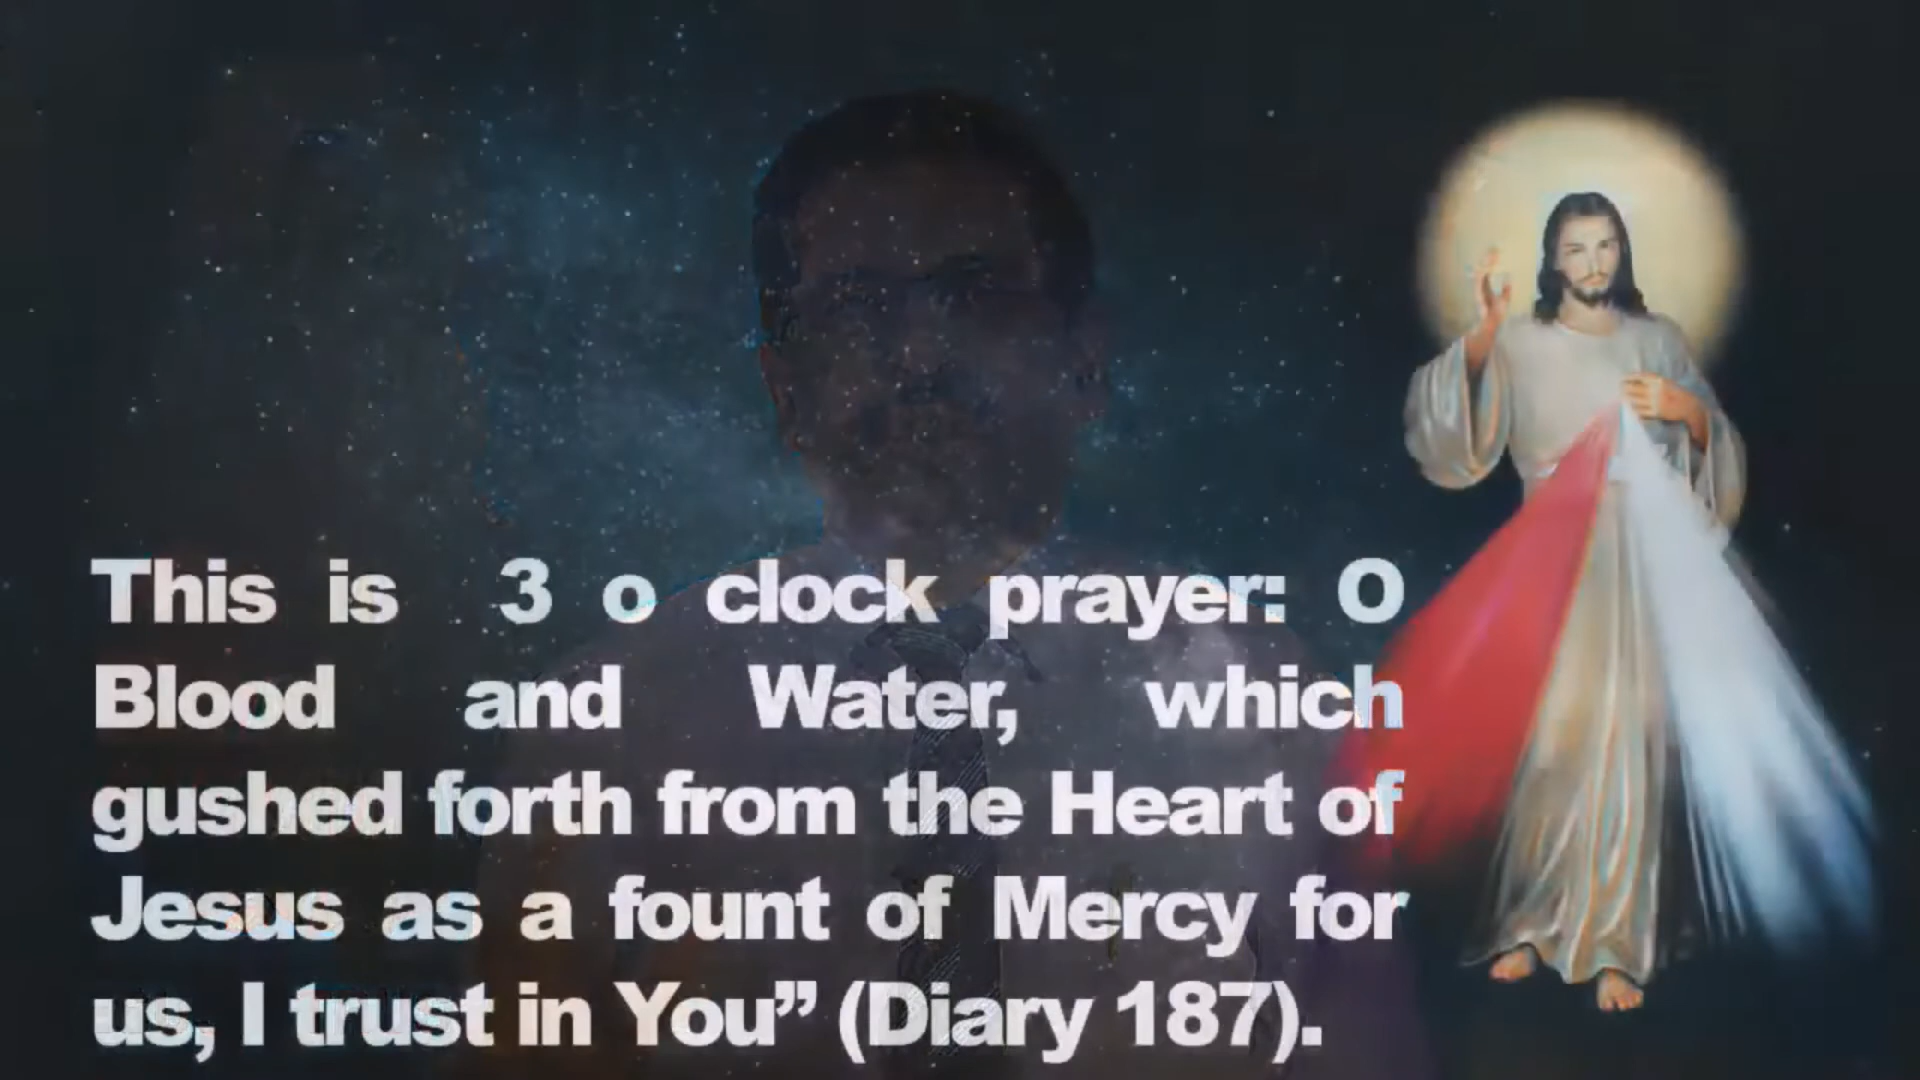 This is 3 o clock prayer: O
Blood and Water, which
gushed forth from the Heart of
Jesus as a fount of Mercy for
us, I trust in You” (Diary 187).